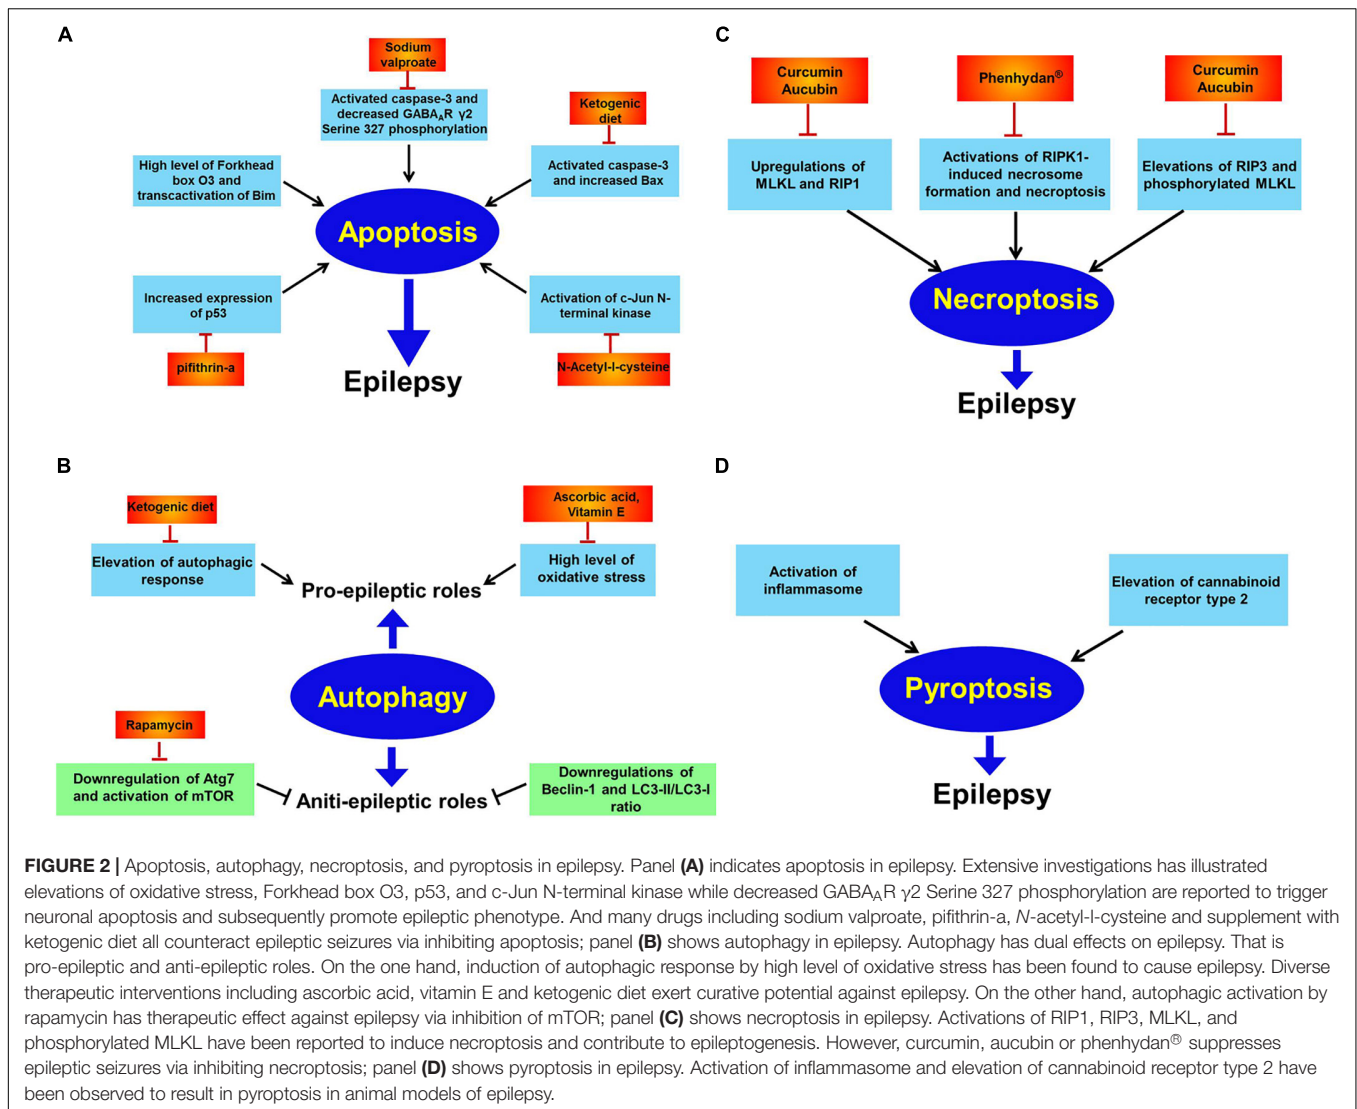 A
Sodium
valproate
Activated caspase-3 and
decreased GABAAR γ2
Serine 327 phosphorylation
Ketogenic
diet
High level of Forkhead
box O3 and
transcactivation of Bim
Activated caspase-3
and increased Bax
Apoptosis
Increased expression
of p53
Activation of c-Jun N-
terminal kinase
pifithrin-a
N-Acetyl-l-cysteine
Epilepsy
C
Curcumin
Aucubin
Phenhydan®
Curcumin
Aucubin
Upregulations of
MLKL and RIP1
Activations of RIPK1-
induced necrosome
formation and necroptosis
Elevations of RIP3 and
phosphorylated MLKL
Necroptosis
Epilepsy
B
Ketogenic diet
Ascorbic acid,
Vitamin E
Elevation of autophagic
response
High level of
oxidative stress
Pro-epileptic roles
Autophagy
Rapamycin
Downregulation of Atg7
and activation of mTOR
Aniti-epileptic roles
Downregulations of
Beclin-1 and LC3-II/LC3-I
ratio
D
Activation of
inflammasome
Elevation of cannabinoid
receptor type 2
Pyroptosis
Epilepsy
FIGURE 2 | Apoptosis, autophagy, necroptosis, and pyroptosis in epilepsy. Panel (A) indicates apoptosis in epilepsy. Extensive investigations has illustrated
elevations of oxidative stress, Forkhead box O3, p53, and c-Jun N-terminal kinase while decreased GABAAR γ2 Serine 327 phosphorylation are reported to trigger
neuronal apoptosis and subsequently promote epileptic phenotype. And many drugs including sodium valproate, pifithrin-a, N-acetyl-l-cysteine and supplement with
ketogenic diet all counteract epileptic seizures via inhibiting apoptosis; panel (B) shows autophagy in epilepsy. Autophagy has dual effects on epilepsy. That is
pro-epileptic and anti-epileptic roles. On the one hand, induction of autophagic response by high level of oxidative stress has been found to cause epilepsy. Diverse
therapeutic interventions including ascorbic acid, vitamin E and ketogenic diet exert curative potential against epilepsy. On the other hand, autophagic activation by
rapamycin has therapeutic effect against epilepsy via inhibition of mTOR; panel (C) shows necroptosis in epilepsy. Activations of RIP1, RIP3, MLKL, and
phosphorylated MLKL have been reported to induce necroptosis and contribute to epileptogenesis. However, curcumin, aucubin or phenhydan® suppresses
epileptic seizures via inhibiting necroptosis; panel (D) shows pyroptosis in epilepsy. Activation of inflammasome and elevation of cannabinoid receptor type 2 have
been observed to result in pyroptosis in animal models of epilepsy.